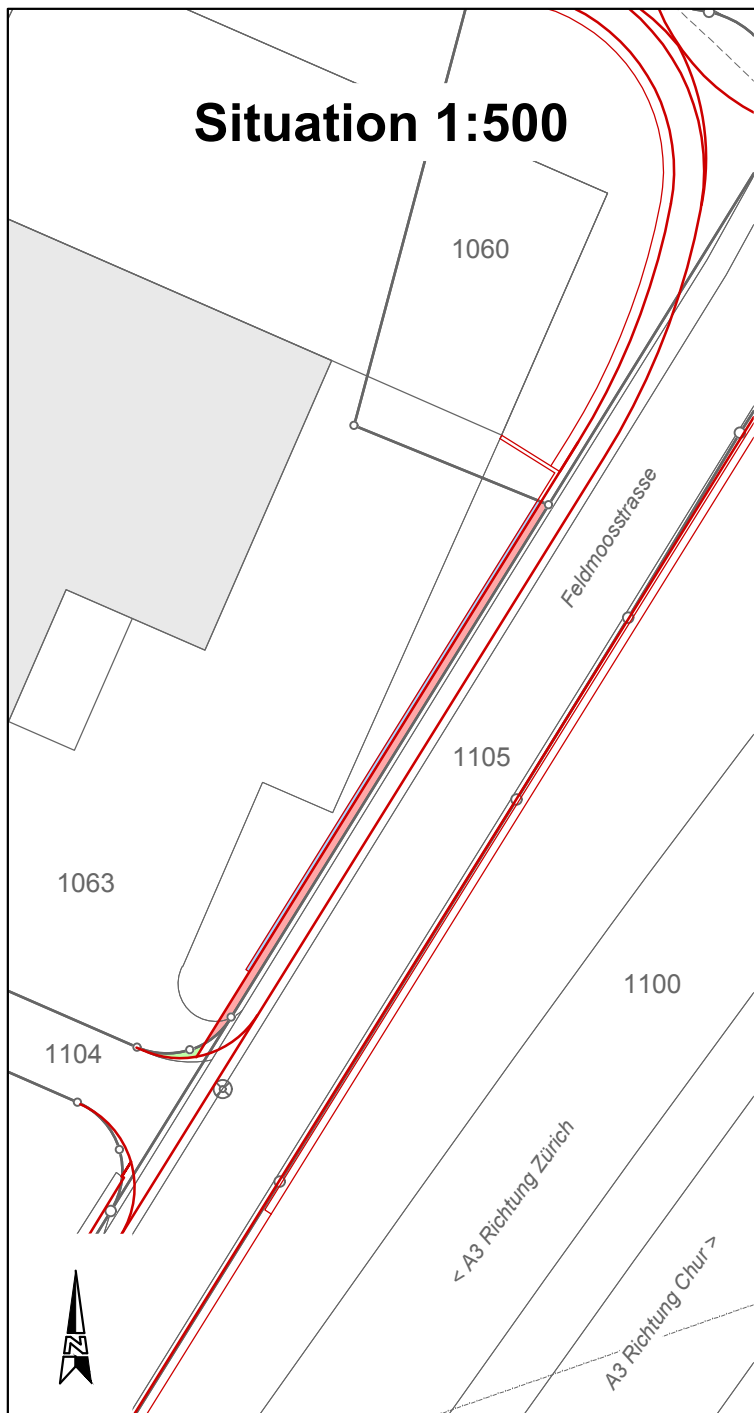 Situation 1:500
1060
Feldmoosstrasse
1105
1063
1100
1104
< A3 Richtung Zürich
A3 Richtung Chur >
N